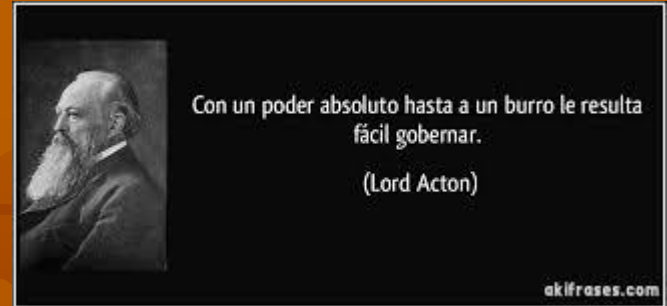 Con un poder absoluto hasta a un burro le resulta
fácil gobernar.
(Lord Acton)
akifrases.com